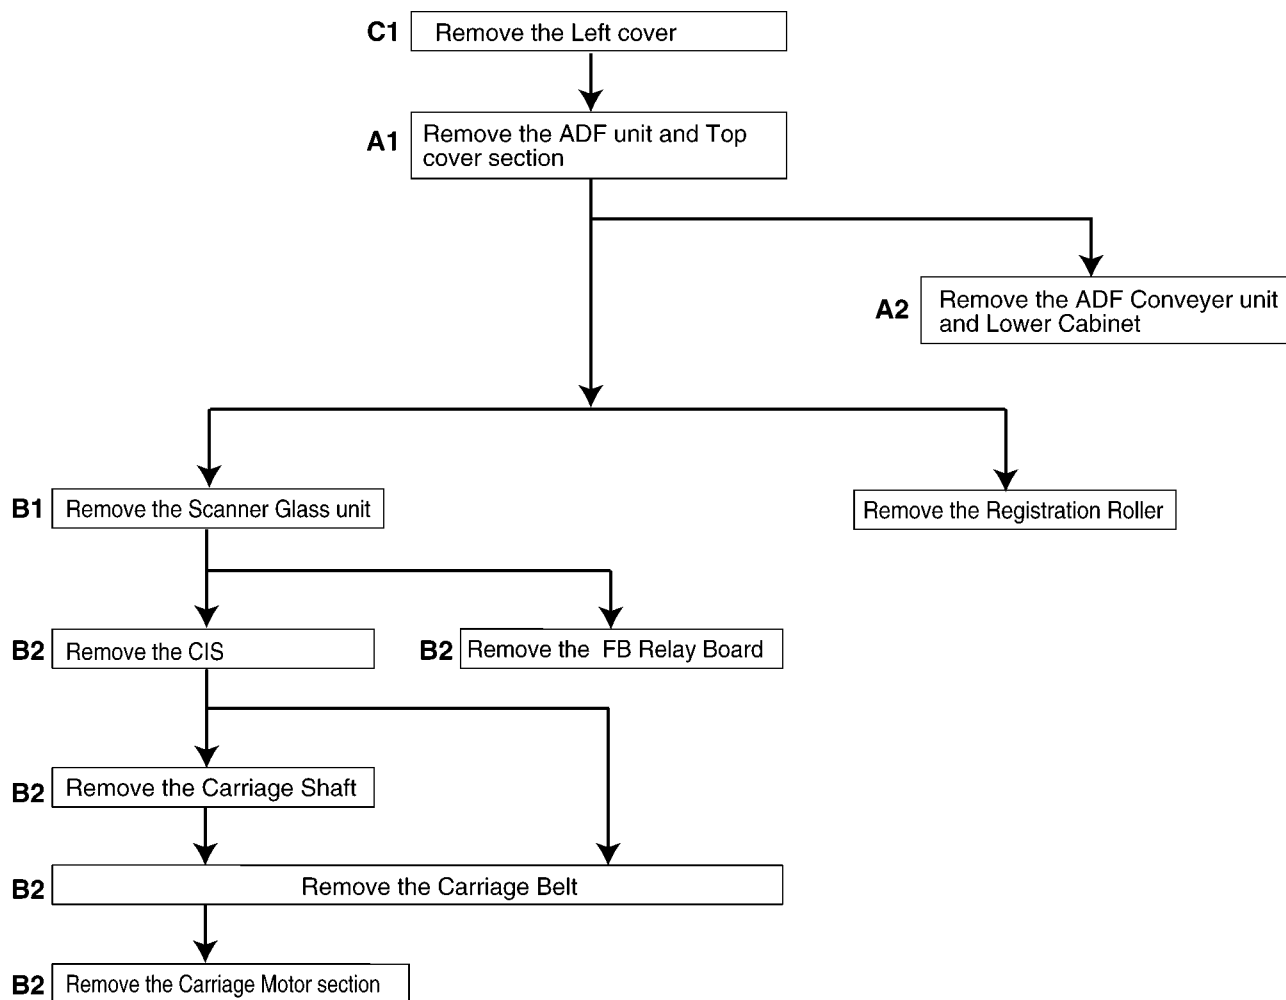 C1 Remove the Left cover
A1 Remove the ADF unit and Top
cover section
A2 Remove the ADF Conveyer unit
and Lower Cabinet
B1 Remove the Scanner Glass unit
Remove the Registration Roller
B2 Remove the CIS
B2 Remove the FB Relay Board
B2 Remove the Carriage Shaft
B2 Remove the Carriage Belt
B2 Remove the Carriage Motor section